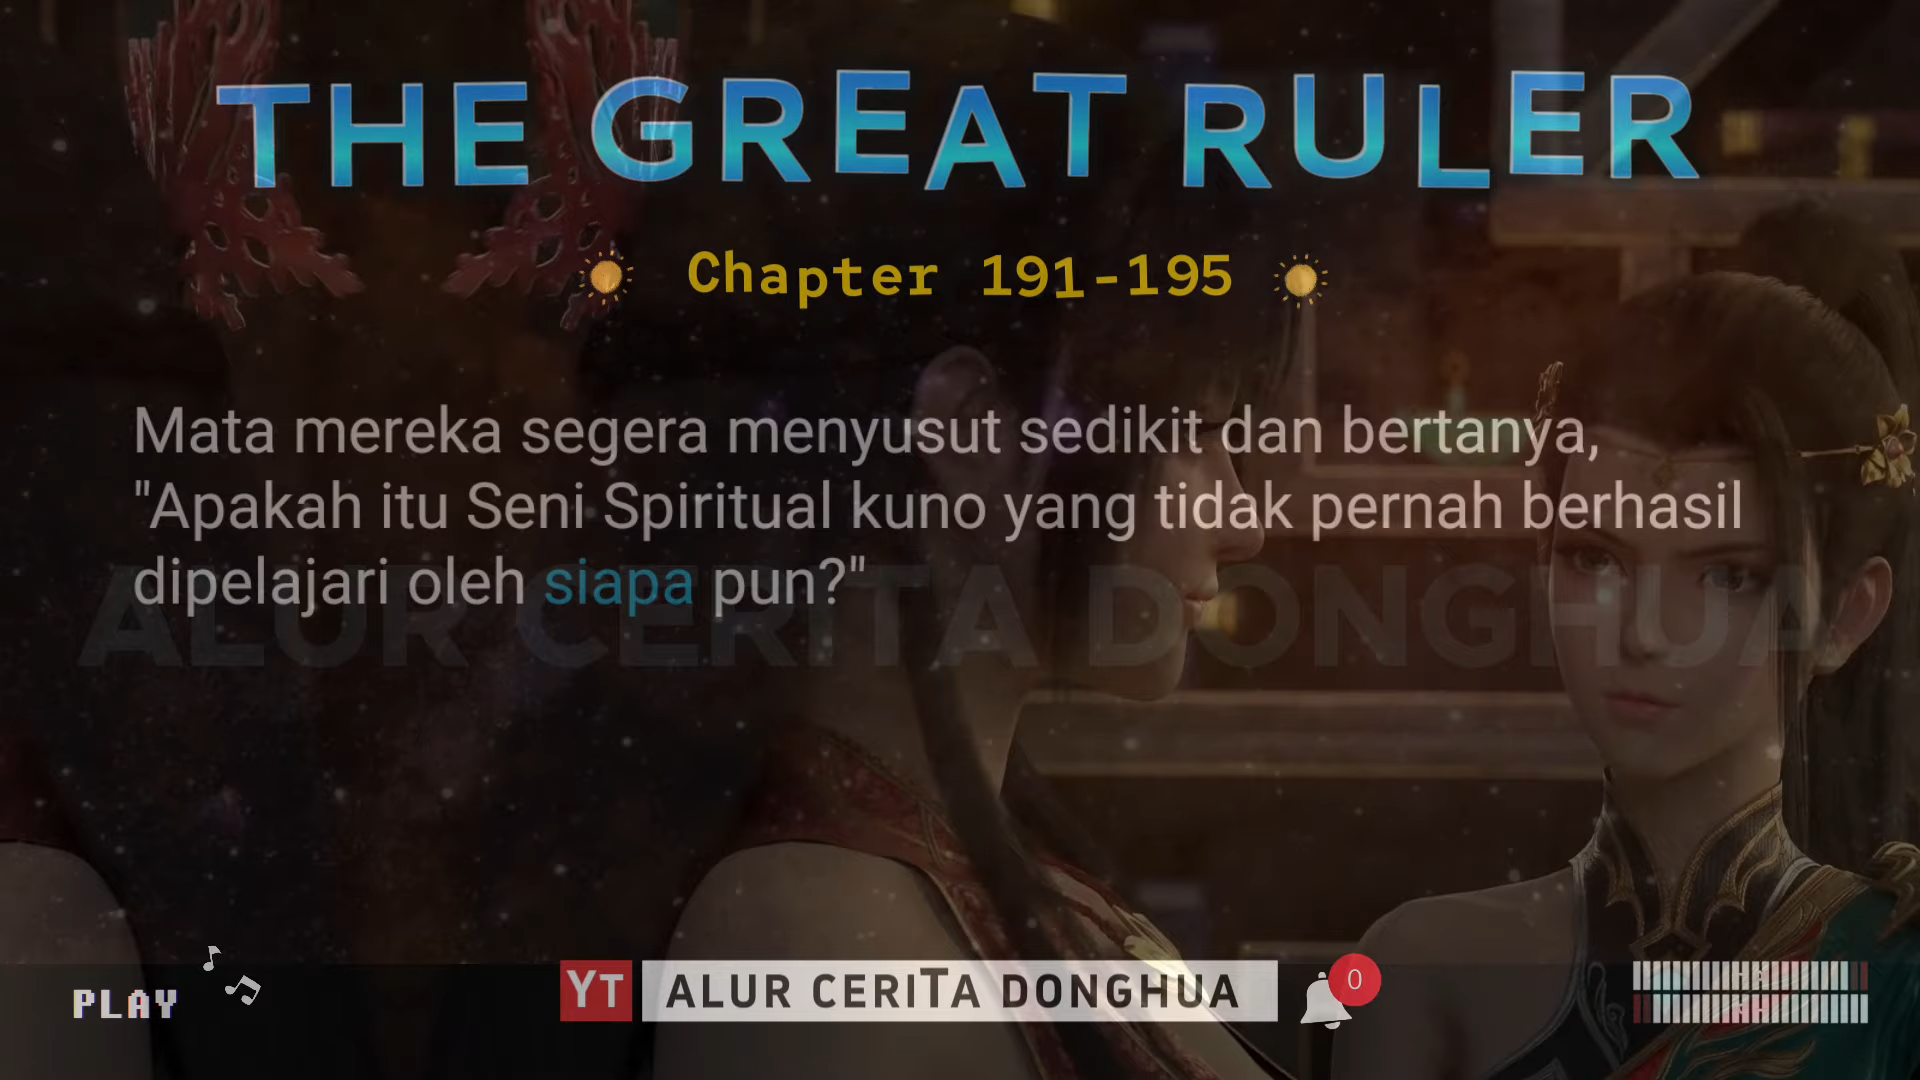 THE GREAT RULER
Chapter 191-195
Mata mereka segera menyusut sedikit dan bertanya,
"Apakah itu Seni Spiritual kuno yang tidak pernah berhasil
dipelajari oleh siapa pun?"
ALUR CERITA DONGHUA
PLAY
YT ALUR CERITA DONGHUA
0